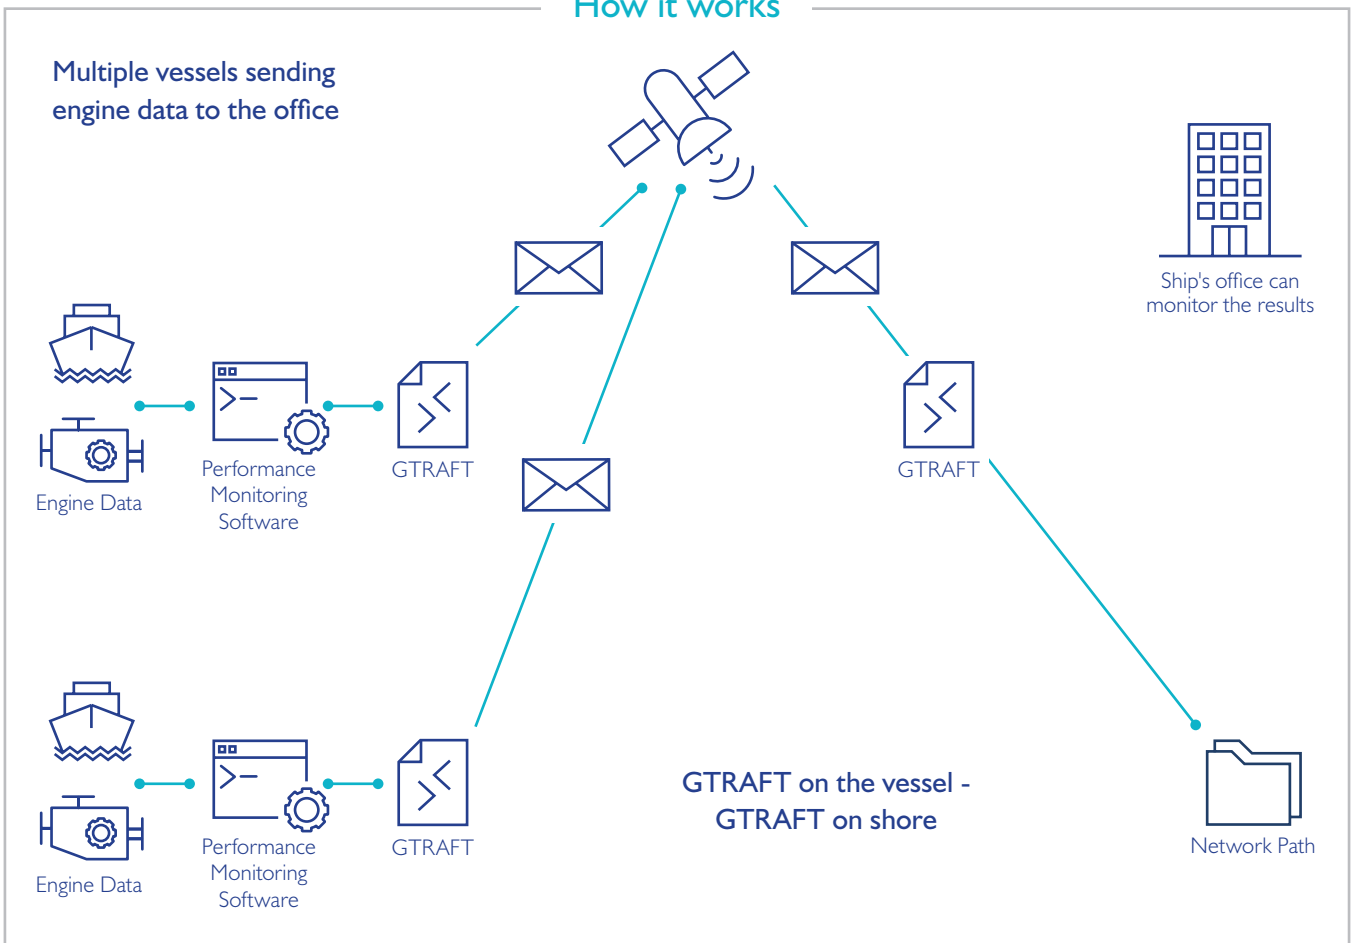 How it works
Multiple vessels sending
engine data to the office
Ship's office can
monitor the results
Engine Data
Performance
Monitoring
Software
GTRAFT
GTRAFT
Engine Data
Performance
Monitoring
Software
GTRAFT
GTRAFT on the vessel -
GTRAFT on shore
Network Path